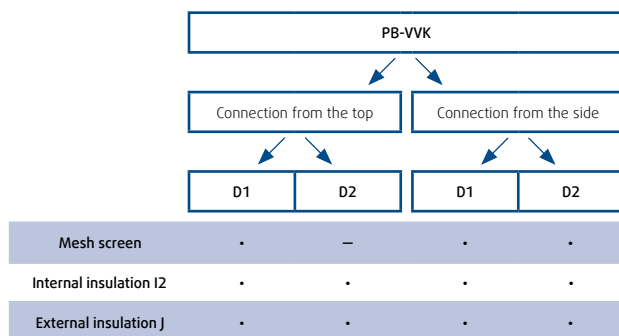 PB-VVK
Connection from the top Connection from the side
D1 D2 D1 D2
Mesh screen • – • •
Internal insulation I2 • • • •
External insulation J • • • •